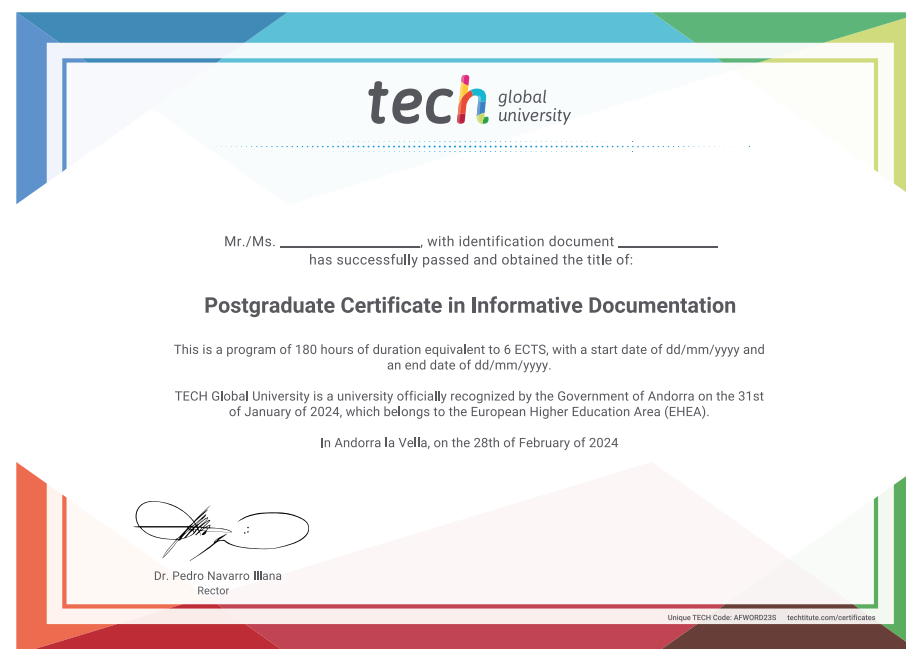 tech global university
Mr./Ms. ____________, with identification document ____________
has successfully passed and obtained the title of:
Postgraduate Certificate in Informative Documentation
This is a program of 180 hours of duration equivalent to 6 ECTS, with a start date of dd/mm/yyyy and
an end date of dd/mm/yyyy.
TECH Global University is a university officially recognized by the Government of Andorra on the 31st
of January of 2024, which belongs to the European Higher Education Area (EHEA).
In Andorra la Vella, on the 28th of February of 2024
Dr. Pedro Navarro Illana
Rector
Unique TECH Code: AFWORD23S techtitute.com/certificates